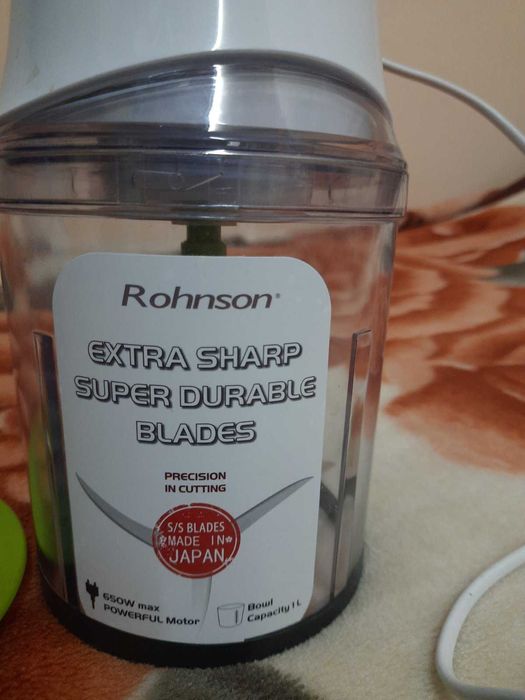 Rohnson®
EXTRA SHARP
SUPER DURABLE
BLADES
PRECISION
IN CUTTING
S/S BLADES
MADE IN
JAPAN
650W max
POWERFUL Motor
Bowl
Capacity 1 L